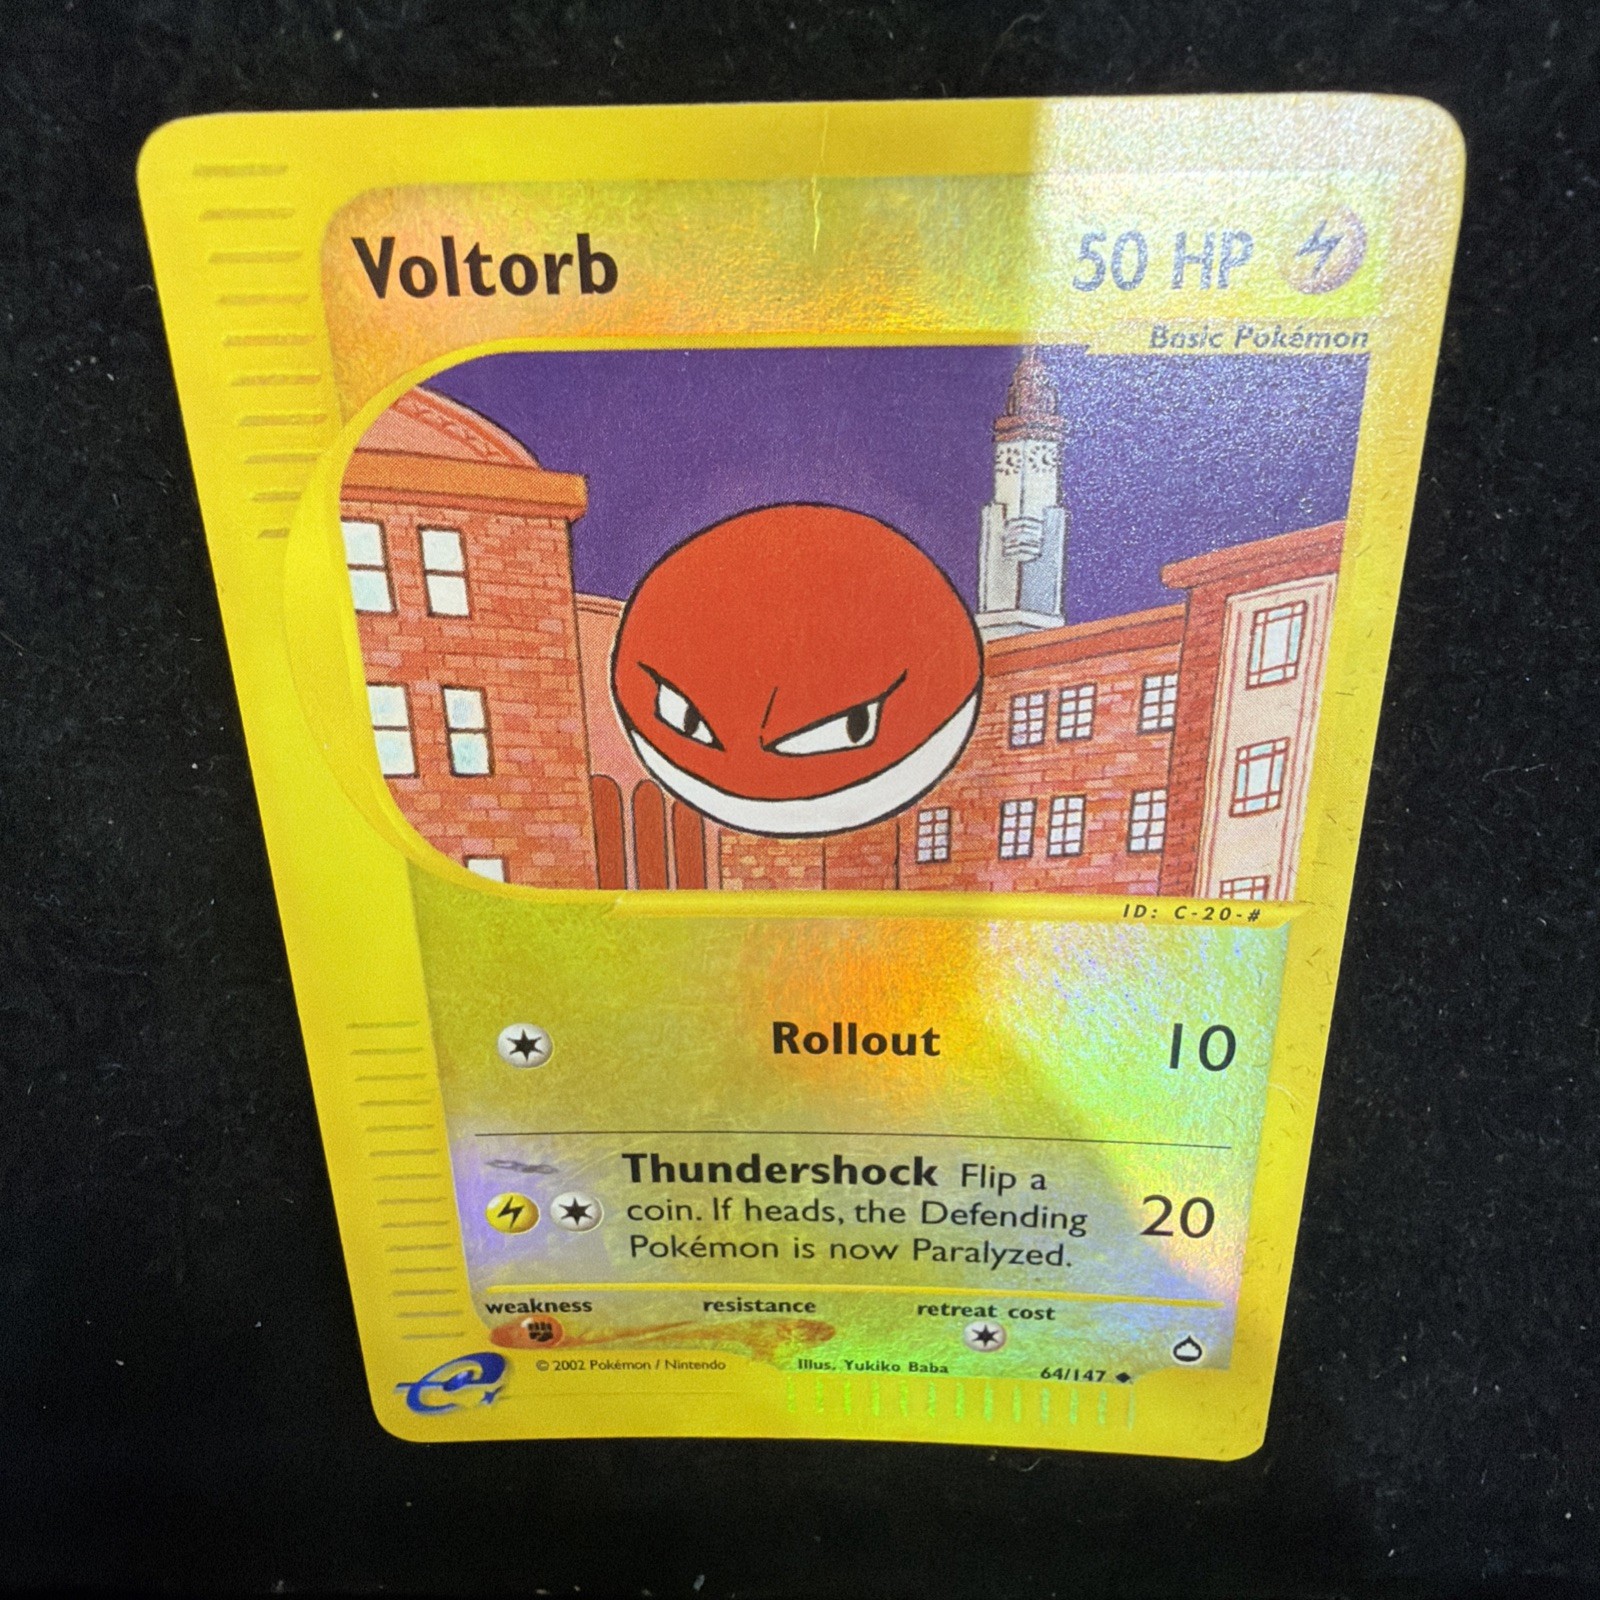 Voltorb 50 HP
Basic Pokémon
ID: C-20-#
Rollout 10
Thundershock Flip a
coin. If heads, the Defending 20
Pokémon is now Paralyzed.
weakness resistance retreat cost
© 2002 Pokémon / Nintendo Illus. Yukiko Baba 64/147
e